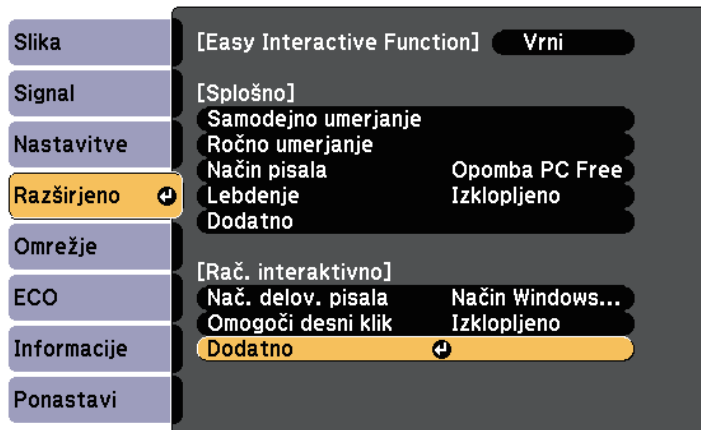 Slika
Signal
Nastavitve
Razširjeno
Omrežje
ECO
Informacije
Ponastavi
[Easy Interactive Function] Vrni
[Splošno]
Samodejno umerjanje
Ročno umerjanje
Način pisala Opomba PC Free
Lebdenje Izklopljeno
Dodatno
[Rač. interaktivno]
Nač. delov. pisala Način Windows...
Omogoči desni klik Izklopljeno
Dodatno